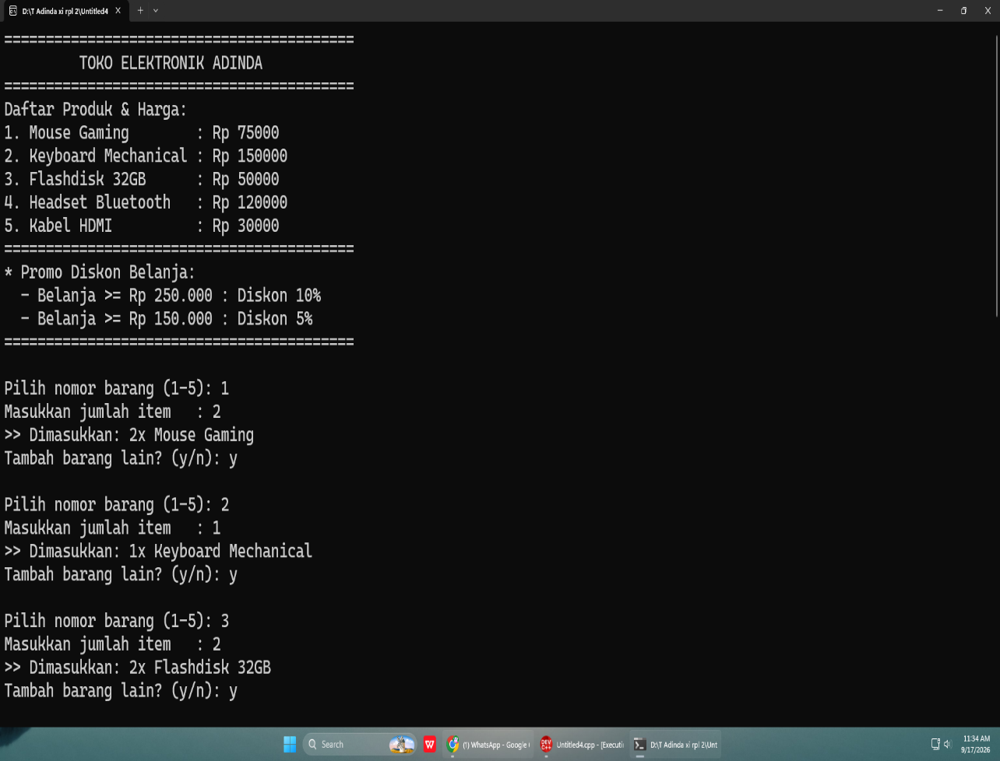 D:\T Adinda xi rpl 2\Untitled4
========================================
TOKO ELEKTRONIK ADINDA
========================================
Daftar Produk & Harga:
1. Mouse Gaming : Rp 75000
2. Keyboard Mechanical : Rp 150000
3. Flashdisk 32GB : Rp 50000
4. Headset Bluetooth : Rp 120000
5. Kabel HDMI : Rp 30000
========================================
* Promo Diskon Belanja:
- Belanja >= Rp 250.000 : Diskon 10%
- Belanja >= Rp 150.000 : Diskon 5%
========================================
Pilih nomor barang (1-5): 1
Masukkan jumlah item : 2
>> Dimasukkan: 2x Mouse Gaming
Tambah barang lain? (y/n): y
Pilih nomor barang (1-5): 2
Masukkan jumlah item : 1
>> Dimasukkan: 1x Keyboard Mechanical
Tambah barang lain? (y/n): y
Pilih nomor barang (1-5): 3
Masukkan jumlah item : 2
>> Dimasukkan: 2x Flashdisk 32GB
Tambah barang lain? (y/n): y
Search
W
(1) WhatsApp - Google
DEV C++
Untitled4.cpp - [Executi
D:\T Adinda xi rpl 2\Unt
11:34 AM
9/17/2026